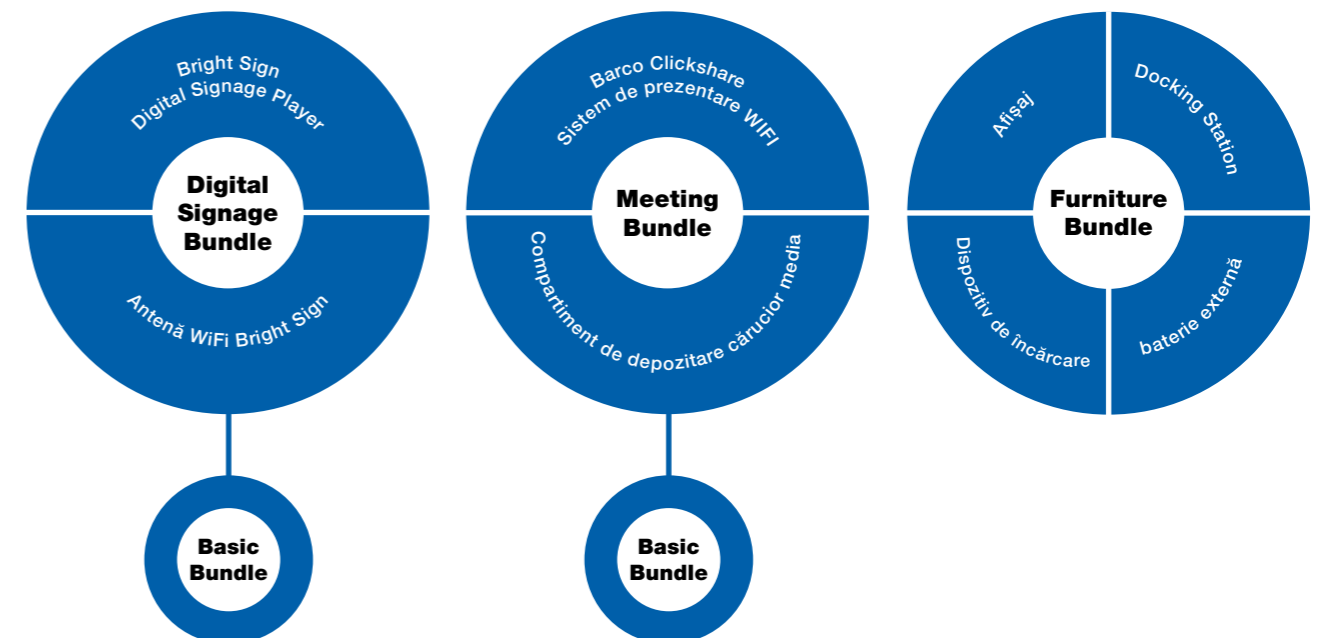 Bright Sign
Digital Signage Player
Digital
Signage
Bundle
Antenă WiFi Bright Sign
Basic
Bundle
Barco Clickshare
Sistem de prezentare WIFI
Meeting
Bundle
Compartiment de depozitare cărucior media
Basic
Bundle
Afișaj
Docking Station
Furniture
Bundle
Dispozitiv de încărcare
baterie externă